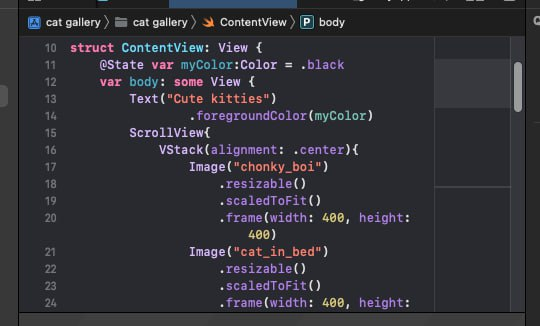 cat gallery > cat gallery > ContentView > P body
10 struct ContentView: View {
11 @State var myColor:Color = .black
12 var body: some View {
13 Text("Cute kitties")
14 .foregroundColor(myColor)
15 ScrollView{
16 VStack(alignment: .center){
17 Image("chonky_boi")
18 .resizable()
19 .scaledToFit()
20 .frame(width: 400, height:
400)
21 Image("cat_in_bed")
22 .resizable()
23 .scaledToFit()
24 .frame(width: 400, height: